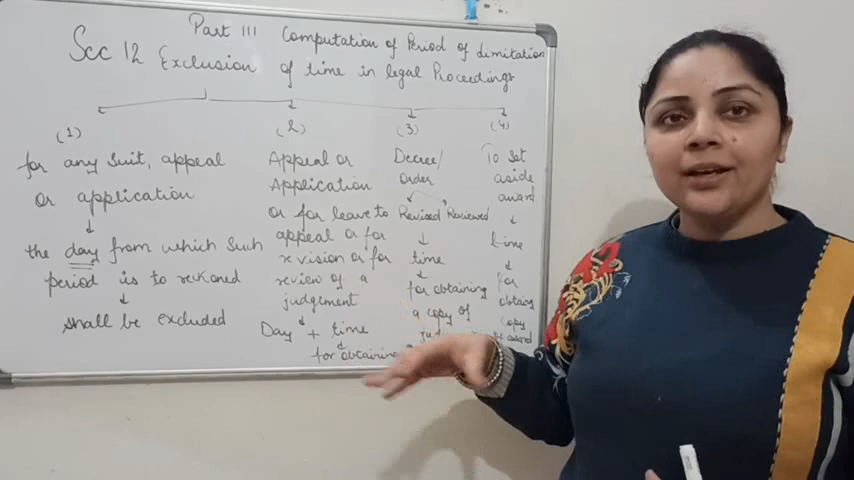 Part III Computation of Period of Limitation
Sec 12 Exclusion of time in legal Proceedings
(1)
for any suit, appeal
or application
the day from which such
period is to reckoned
shall be excluded
(2)
Appeal or
Application
or for leave to
appeal or for
revision or for
review of a
judgement
Day + time
for obtaining
(3)
Decree/
Order
Revised Reviewed
time
for obtaining
a copy of
(4)
To set
aside
award
time
for
obtaing
copy
award